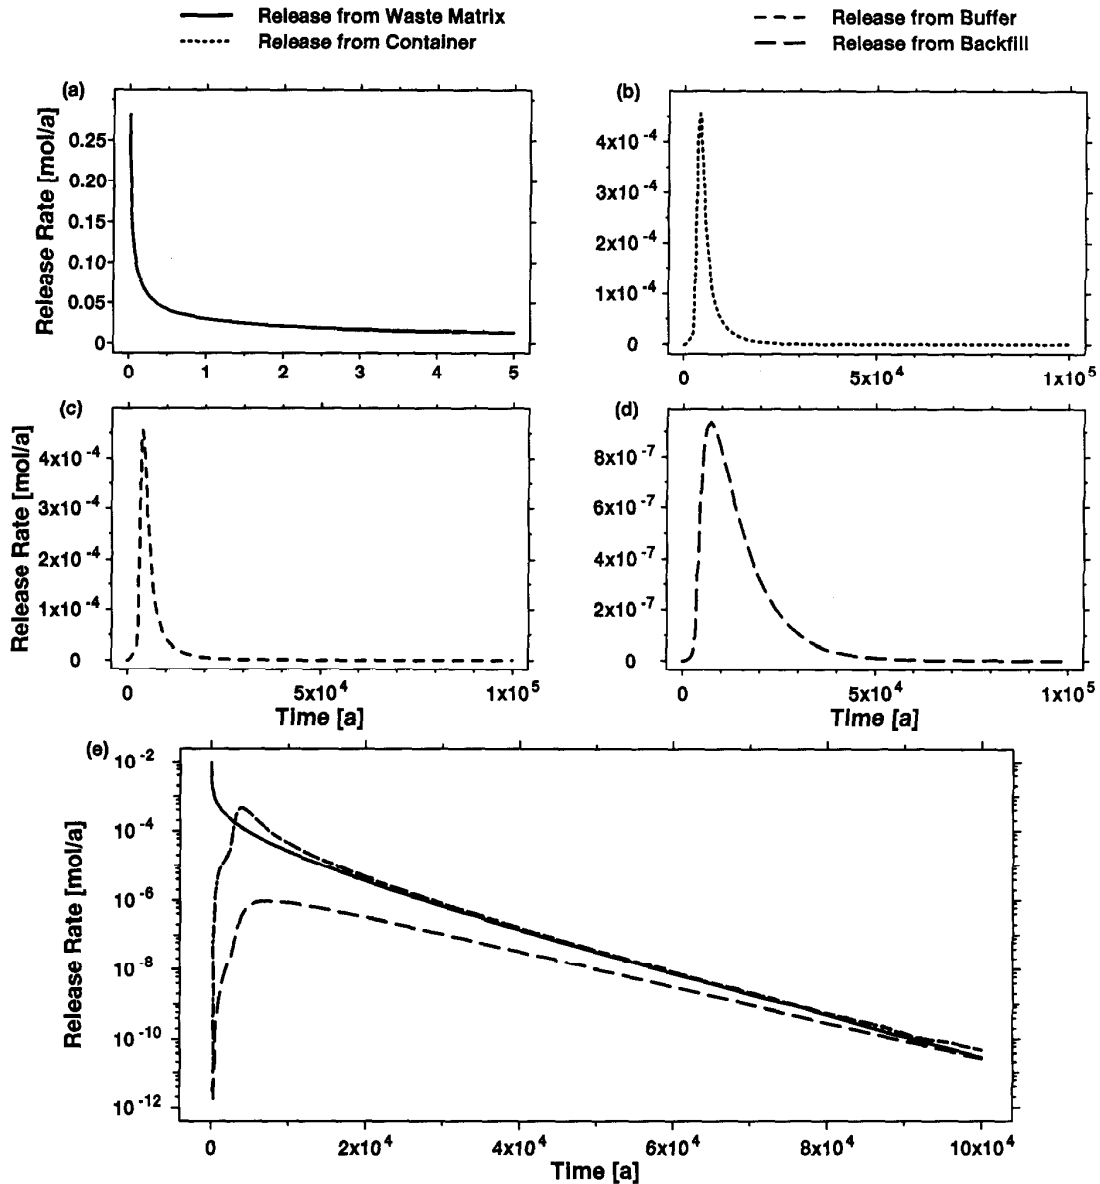 Release from Waste Matrix
Release from Container
Release from Buffer
Release from Backfill
(a)
Release Rate [mol/a]
0.25
0.20
0.15
0.10
0.05
0
0 1 2 3 4 5
(b)
4x10⁻⁴
3x10⁻⁴
2x10⁻⁴
1x10⁻⁴
0
0 5x10⁴ 1x10⁵
(c)
Release Rate [mol/a]
4x10⁻⁴
3x10⁻⁴
2x10⁻⁴
1x10⁻⁴
0
0 5x10⁴ 1x10⁵
Time [a]
(d)
8x10⁻⁷
6x10⁻⁷
4x10⁻⁷
2x10⁻⁷
0
0 5x10⁴ 1x10⁵
Time [a]
(e)
Release Rate [mol/a]
10⁻²
10⁻⁴
10⁻⁶
10⁻⁸
10⁻¹⁰
10⁻¹²
0 2x10⁴ 4x10⁴ 6x10⁴ 8x10⁴ 10x10⁴
Time [a]